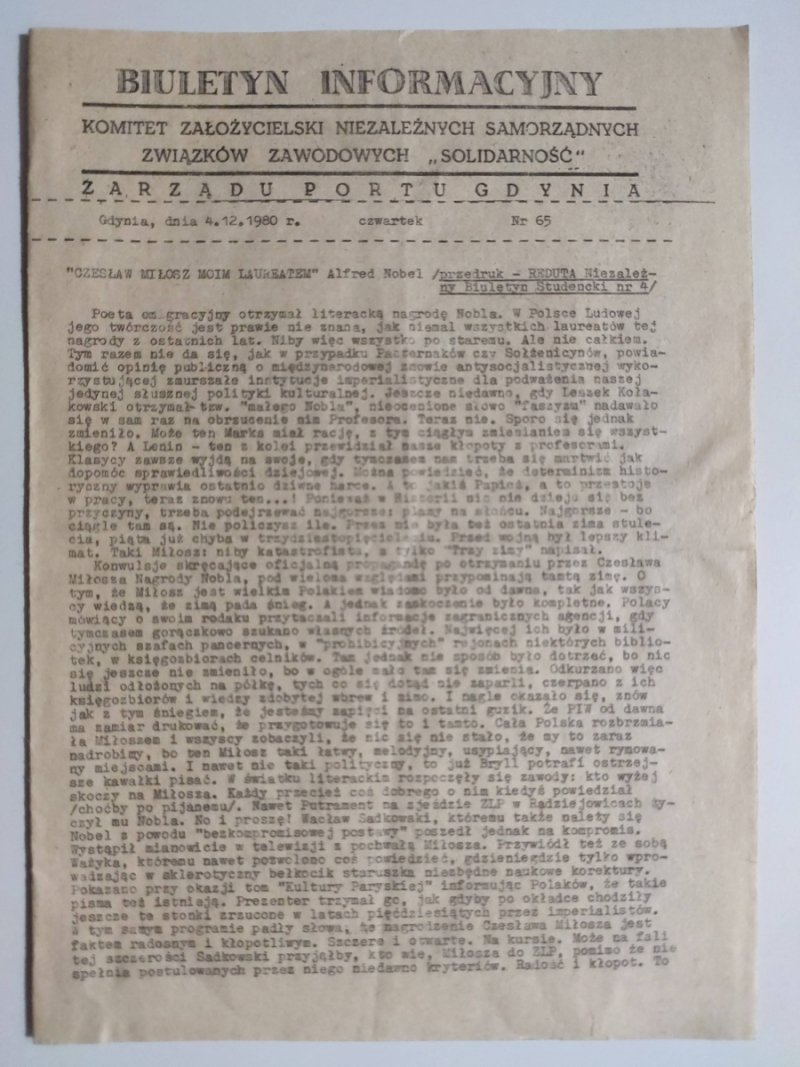 BIULETYN INFORMACYJNY
KOMITET ZAŁOŻYCIELSKI NIEZALEŻNYCH SAMORZĄDNYCH
ZWIĄZKÓW ZAWODOWYCH „SOLIDARNOŚĆ"
ZARZĄDU PORTU GDYNIA
Gdynia, dnia 4.12.1980 r. czwartek Nr 65
"CZESŁAW MIŁOSZ MOIM LAUREATEM" Alfred Nobel /przedruk - REDUTA Niezależ-
ny Biuletyn Studencki nr 4/
Poeta emigracyjny otrzymał literacką nagrodę Nobla. W Polsce Ludowej
jego twórczość jest prawie nie znana, jak niemal wszystkich laureatów tej
nagrody z ostatnich lat. Niby więc wszystko po staremu. Ale nie całkiem.
Tym razem nie da się, jak w przypadku Pasternaków czy Sołżenicynów, powia-
domić opinię publiczną o międzynarodowej zmowie antysocjalistycznej wyko-
rzystującej zmurszałe instytucje imperialistyczne dla podważenia naszej
jedynej słusznej polityki kulturalnej. Jeszcze niedawno, gdy Leszek Koła-
kowski otrzymał tzw. "małego Nobla", nieocenione słowo "faszyzm" nadawało
się w sam raz na obrzucenie nim Profesora. Teraz nie. Sporo się jednak
zmieniło. Może ten Marks miał rację, z tym ciągłym zmienianiem się wszyst-
kiego? A Lenin - ten z kolei przewidział nasze kłopoty z profesorami.
Klasycy zawsze wyjdą na swoje, gdy tymczasem nam trzeba się martwić jak
dopomóc sprawiedliwości dziejowej. Można powiedzieć, że determinizm histo-
ryczny wyprawia ostatnio dziwne harce. A to jakiś Papież, a to przestoje
w pracy, teraz znowu ten...! Ponieważ w Historii nic nie dzieje się bez
przyczyny, trzeba podejrzewać najgorsze: plamy na słońcu. Najgorsze - bo
ciągle tam są. Nie policzysz ile. Przez nie była też ostatnia zima stule-
cia, piąta już chyba w trzydziestopięcioleciu. Przed wojną był lepszy kli-
mat. Taki Miłosz: niby katastrofista, a tylko "Trzy zimy" napisał.
Konwulsje skręcające oficjalną propagandę po otrzymaniu przez Czesława
Miłosza Nagrody Nobla, pod wieloma względami przypominają tamtą zimę. O
tym, że Miłosz jest wielkim Polakiem wiadomo było od dawna, tak jak wszys-
cy wiedzą, że zimą pada śnieg. A jednak zaskoczenie było kompletne. Polacy
mówiący o swoim rodaku przytaczali informacje zagranicznych agencji, gdy
tymczasem gorączkowo szukano własnych źródeł. Najwięcej ich było w mili-
cyjnych szafach pancernych, w "prohibicyjnych" rejonach niektórych biblio-
tek, w księgozbiorach celników. Tam jednak nie sposób było dotrzeć, bo nic
się jeszcze nie zmieniło, bo w ogóle mało tam się zmienia. Odkurzano więc
ludzi odłożonych na półkę, tych co się dotąd nie zaparli, czerpano z ich
księgozbiorów i wiedzy zdobytej wbrew i mimo. I nagle okazało się, znów
jak z tym śniegiem, że jesteśmy zapięci na ostatni guzik. Że PIW od dawna
ma zamiar drukować, że przygotowuje się to i tamto. Cała Polska rozbrzmia-
ła Miłoszem i wszyscy zobaczyli, że nic się nie stało, że my to zaraz
nadrobimy, bo ten Miłosz taki łatwy, melodyjny, usypiający, nawet rymowa-
ny miejscami. I nawet nie taki polityczny, to już Bryll potrafi ostrzej-
sze kawałki pisać. W światku literackim rozpoczęły się zawody: kto wyżej
skoczy na Miłosza. Każdy przecież coś dobrego o nim kiedyś powiedział
/choćby po pijanemu/. Nawet Putrament na zjeździe ZLP w Radziejowicach ży-
czył mu Nobla. No i proszę! Wacław Sadkowski, któremu także należy się
Nobel z powodu "bezkompromisowej postawy" poszedł jednak na kompromis.
Wystąpił mianowicie w telewizji z pochwałą Miłosza. Przywiódł też ze sobą
Ważyka, któremu nawet pozwolono coś powiedzieć, gdzieniegdzie tylko wpro-
wadzając w sklerotyczny bełkocik staruszka niezbędne naukowe korektury.
Pokazano przy okazji tom "Kultury Paryskiej" informując Polaków, że takie
pisma też istnieją. Prezenter trzymał go, jak gdyby po okładce chodziły
jeszcze te stonki zrzucone w latach pięćdziesiątych przez imperialistów.
W tym samym programie padły słowa, że nagrodzenie Czesława Miłosza jest
faktem radosnym i kłopotliwym. Szczere i otwarte. Na kursie. Może na fali
tej szczerości Sadkowski przyjąłby, kto wie, Miłosza do ZLP, pomimo że nie
spełnia postulowanych przez niego niedawno kryteriów. Radość i kłopot. To